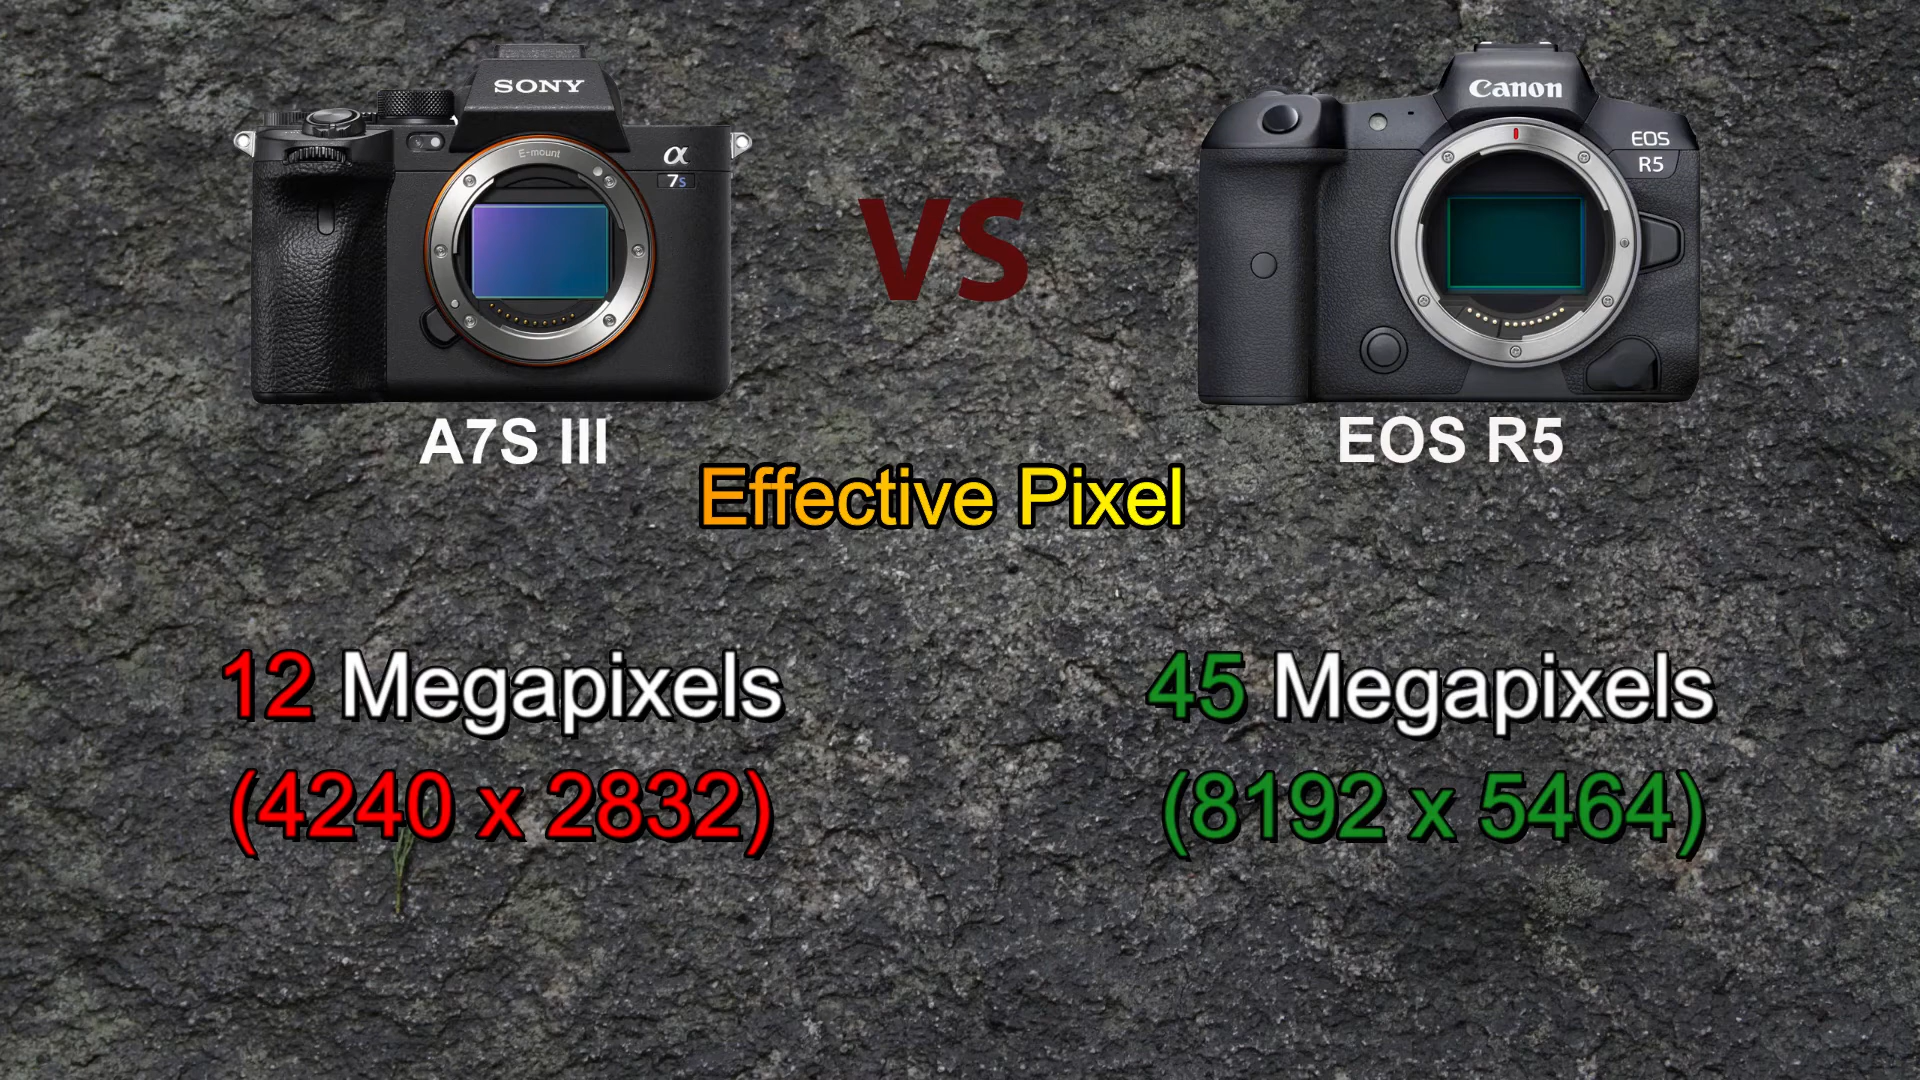 SONY
E-mount
α
7s
Canon
EOS
R5
VS
A7S III
EOS R5
Effective Pixel
12 Megapixels
(4240 x 2832)
45 Megapixels
(8192 x 5464)